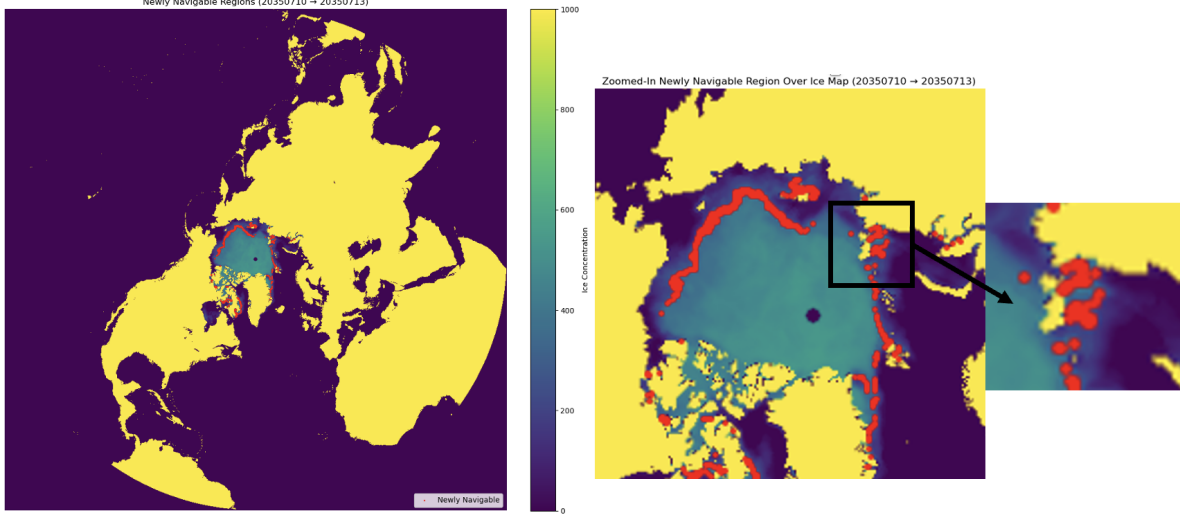 Newly Navigable Regions (20350710 → 20350713)
Newly Navigable
1000
800
600
400
200
0
Ice Concentration
Zoomed-In Newly Navigable Region Over Ice Map (20350710 → 20350713)